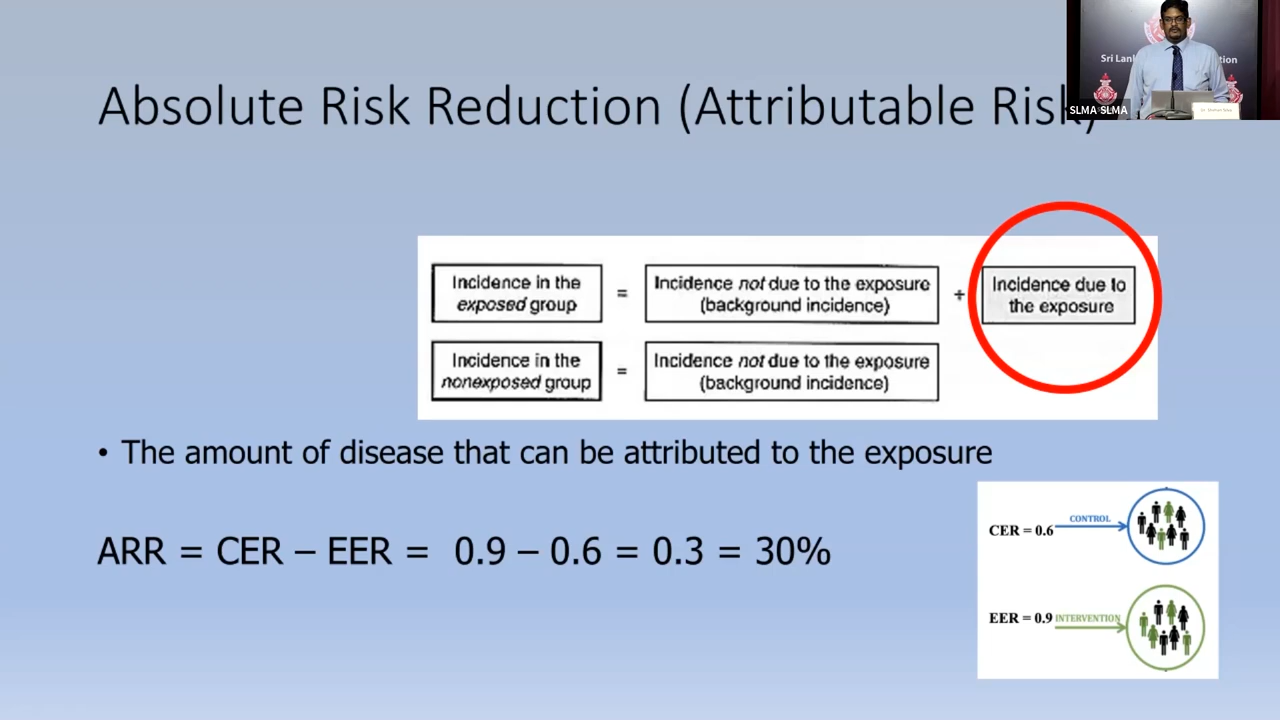 Absolute Risk Reduction (Attributable Risk)
Sri Lan
tion
SLMA SLMA
Incidence in the
exposed group
=
Incidence not due to the exposure
(background incidence)
+
Incidence due to
the exposure
Incidence in the
nonexposed group
=
Incidence not due to the exposure
(background incidence)
• The amount of disease that can be attributed to the exposure
ARR = CER – EER = 0.9 – 0.6 = 0.3 = 30%
CER = 0.6
CONTROL
EER = 0.9
INTERVENTION